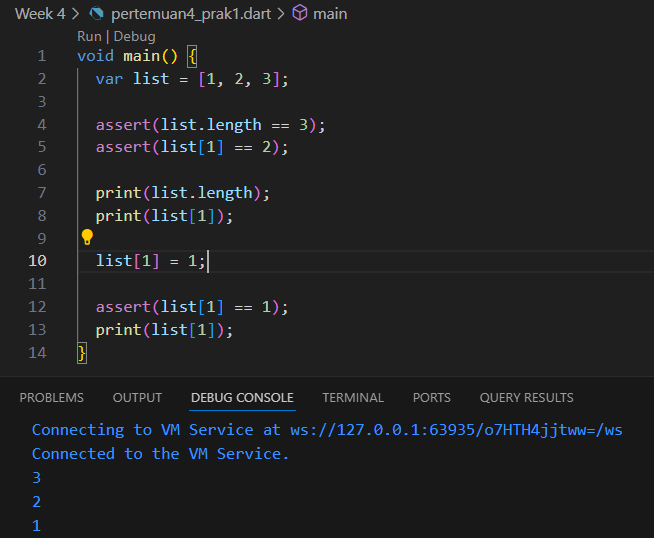 Week 4 > pertemuan4_prak1.dart > main
Run | Debug
1 void main() {
2   var list = [1, 2, 3];
3
4   assert(list.length == 3);
5   assert(list[1] == 2);
6
7   print(list.length);
8   print(list[1]);
9
10   list[1] = 1;
11
12   assert(list[1] == 1);
13   print(list[1]);
14 }
PROBLEMS OUTPUT DEBUG CONSOLE TERMINAL PORTS QUERY RESULTS
Connecting to VM Service at ws://127.0.0.1:63935/o7HTH4jjtww=/ws
Connected to the VM Service.
3
2
1